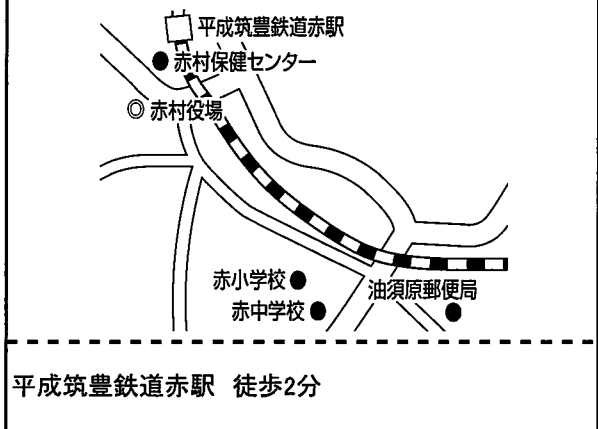 平成筑豊鉄道赤駅
赤村保健センター
赤村役場
赤小学校
油須原郵便局
赤中学校
平成筑豊鉄道赤駅 徒歩2分